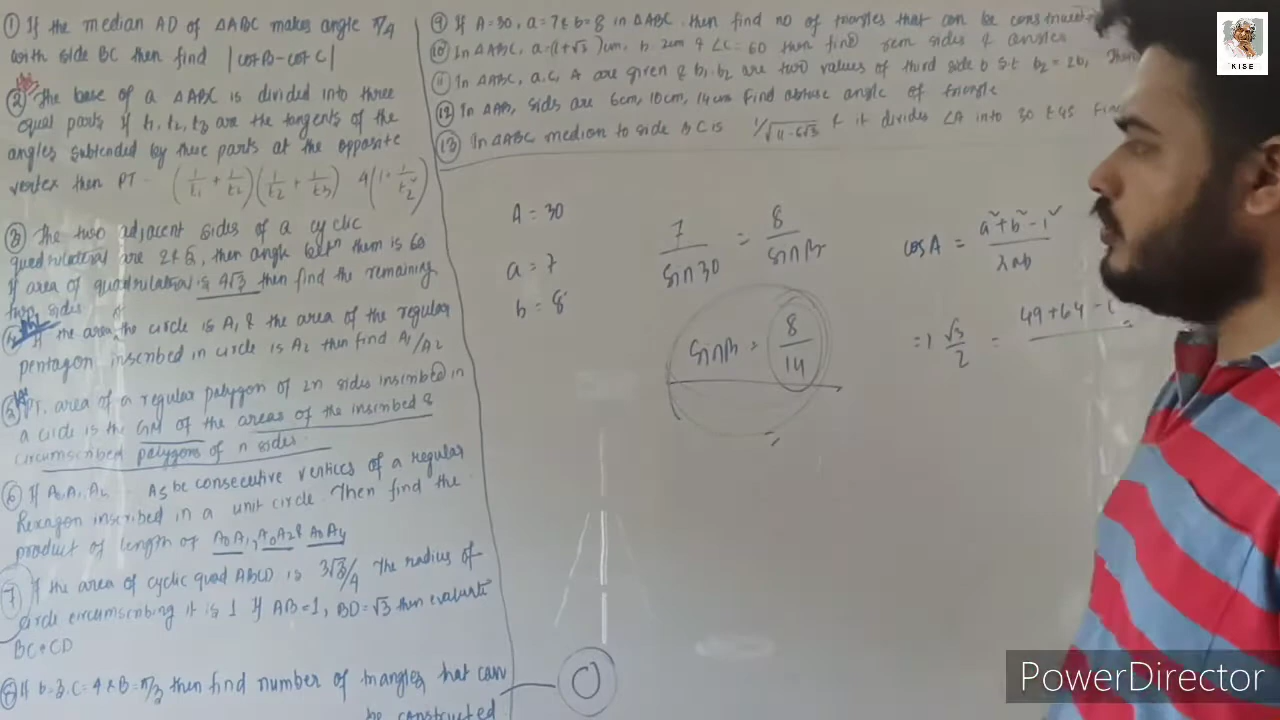 ① If the median AD of ΔABC makes angle π/4
with side BC then find |cotB-cotC|
② The base of a ΔABC is divided into three
equal parts if t₁, t₂, t₃ are the tangents of the
angles subtended by these parts at the opposite
vertex then PT (1/t₁ + 1/t₂)(1/t₂ + 1/t₃) 4(1+1/t₂²)
③ The two adjacent sides of a cyclic
quadrilateral are 2 & 5, then angle betn them is 60
If area of quadrilateral is 4√3 then find the remaining
two sides.
If the area the circle is A₁ & the area of the regular
pentagon inscribed in circle is A₂ then find A₁/A₂
⑤ PT. area of a regular polygon of 2n sides inscribed in
a circle is the GM of the areas of the inscribed &
circumscribed polygons of n sides.
⑥ If A₀ A₁, A₂ - A₅ be consecutive vertices of a regular
hexagon inscribed in a unit circle. Then find the
product of length of A₀A₁, A₀A₂ & A₀A₄
7 If the area of cyclic quad ABCD is 3√3/4 The radius of
circle circumscribing it is 1 If AB=1, BD=√3 then evaluate
BC+CD
⑧ If b=3, C=4 & B=π/3 then find number of triangles that can
be constructed
⑨ If A=30, a=7 & b=8 in ΔABC then find no of triangles that can be
⑩ In ΔABC, a=(1+√3)cm, b 2cm & ∠C=60 then find rem sides & angles
⑪ In ΔABC, a,c, A are given & b₁,b₂ are two values of third side b s.t b₂=2b,
⑫ In sides are 6cm, 10cm, 14cm Find obtuse angle of triangle
⑬ In ΔABC median to side BC is 1/√11-6√3 & it divides ∠A into 30 & 45
A=30
a=7
b=8
7/sin30 = 8/sinB
sinB = 8/14
cosA =
2ab
√3/2 = 49+64-
KISE
PowerDirector